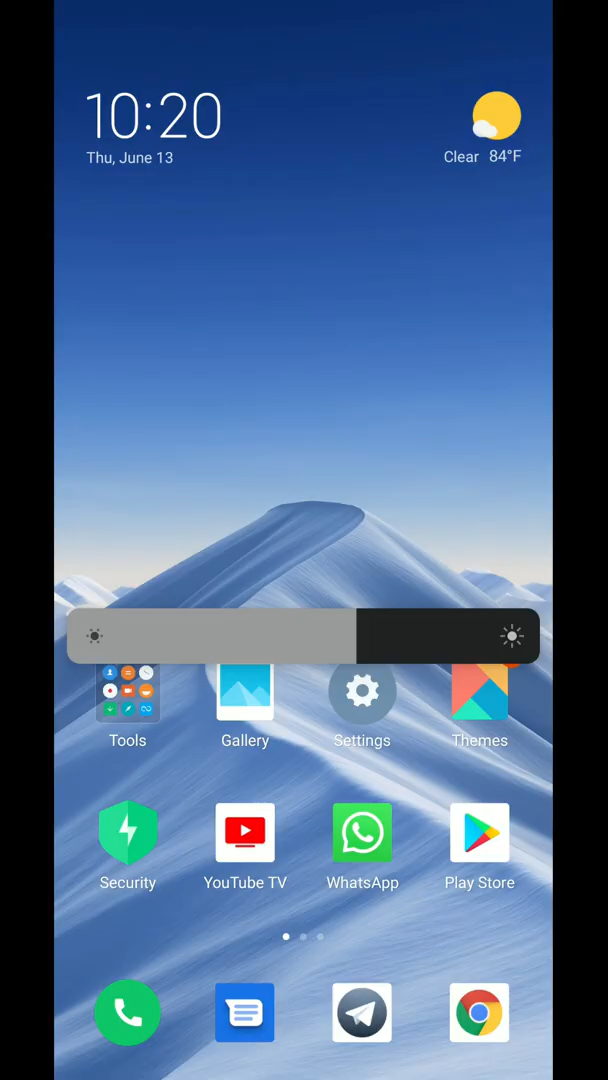 10:20
Thu, June 13
Clear 84°F
Tools
Gallery
Settings
Themes
Security
YouTube TV
WhatsApp
Play Store